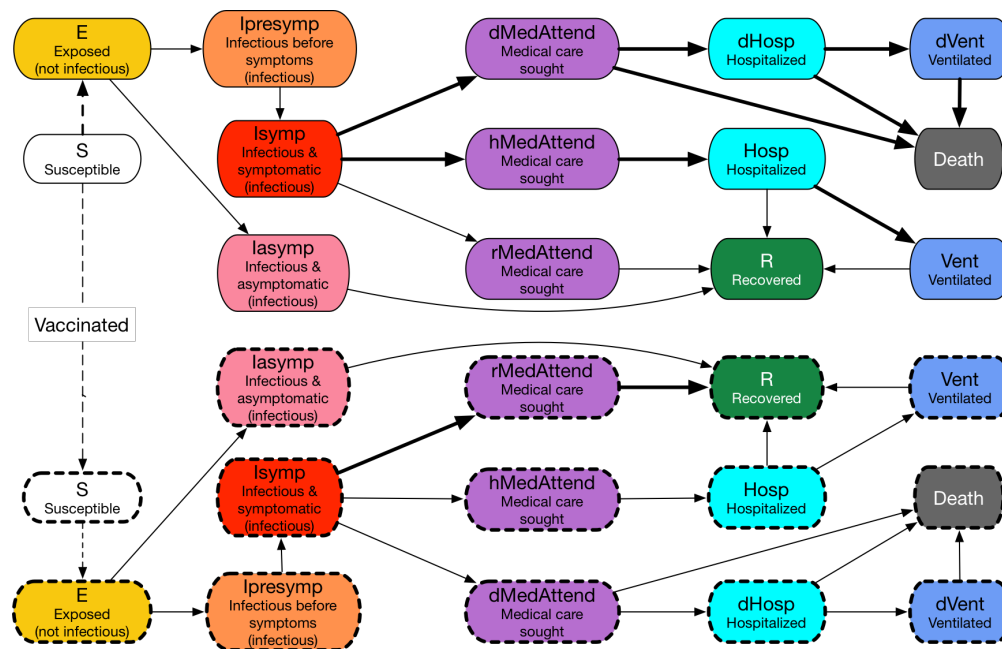 E
Exposed
(not infectious)
Ipresymp
Infectious before
symptoms
(infectious)
dMedAttend
Medical care
sought
dHosp
Hospitalized
dVent
Ventilated
S
Susceptible
Isymp
Infectious &
symptomatic
(infectious)
hMedAttend
Medical care
sought
Hosp
Hospitalized
Death
Iasymp
Infectious &
asymptomatic
(infectious)
rMedAttend
Medical care
sought
R
Recovered
Vent
Ventilated
Vaccinated
Iasymp
Infectious &
asymptomatic
(infectious)
rMedAttend
Medical care
sought
R
Recovered
Vent
Ventilated
S
Susceptible
Isymp
Infectious &
symptomatic
(infectious)
hMedAttend
Medical care
sought
Hosp
Hospitalized
Death
E
Exposed
(not infectious)
Ipresymp
Infectious before
symptoms
(infectious)
dMedAttend
Medical care
sought
dHosp
Hospitalized
dVent
Ventilated